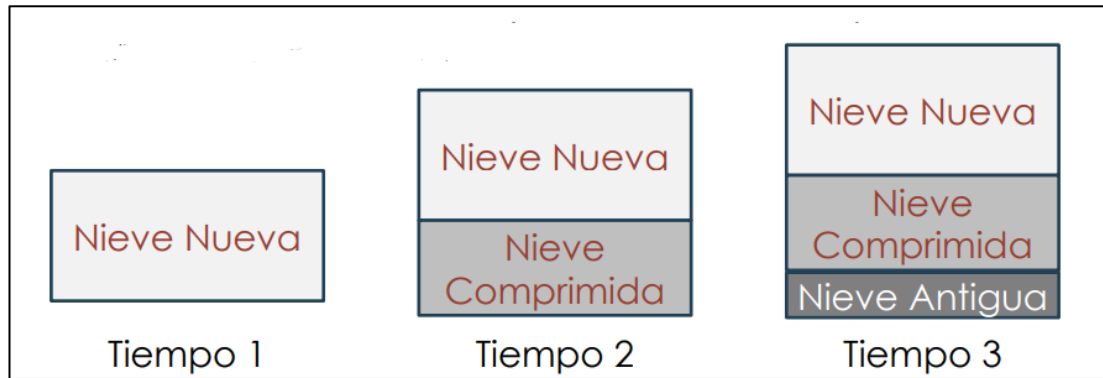 Nieve Nueva
Tiempo 1
Nieve Nueva
Nieve
Comprimida
Tiempo 2
Nieve Nueva
Nieve
Comprimida
Nieve Antigua
Tiempo 3